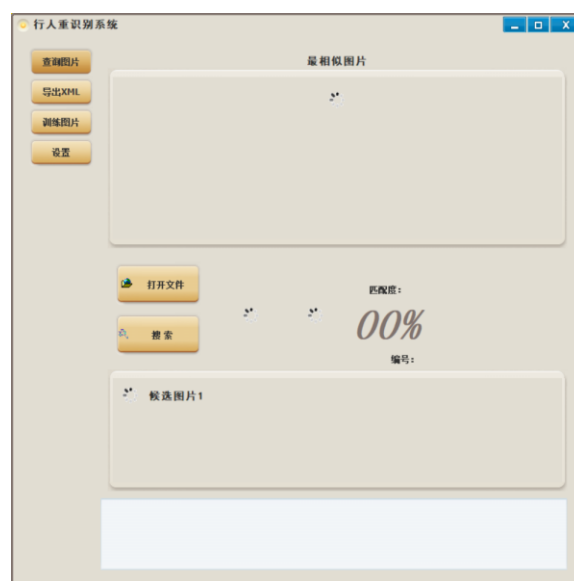 行人重识别系统
查询图片
最相似图片
导出XML
训练图片
设置
打开文件
匹配度：
搜索
00%
编号：
候选图片1